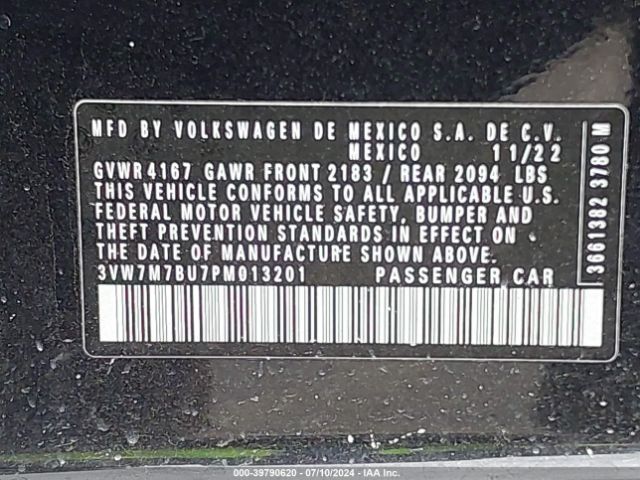 MFD BY VOLKSWAGEN DE MEXICO S.A. DE C.V.
MEXICO 11/22
GVWR 4167 GAWR FRONT 2183 / REAR 2094 LBS
THIS VEHICLE CONFORMS TO ALL APPLICABLE U.S.
FEDERAL MOTOR VEHICLE SAFETY, BUMPER AND
THEFT PREVENTION STANDARDS IN EFFECT ON
THE DATE OF MANUFACTURE SHOWN ABOVE.
3VW7M7BU7PM013201 PASSENGER CAR
3661382 3780 M
000-39790620 - 07/10/2024 - IAA Inc.